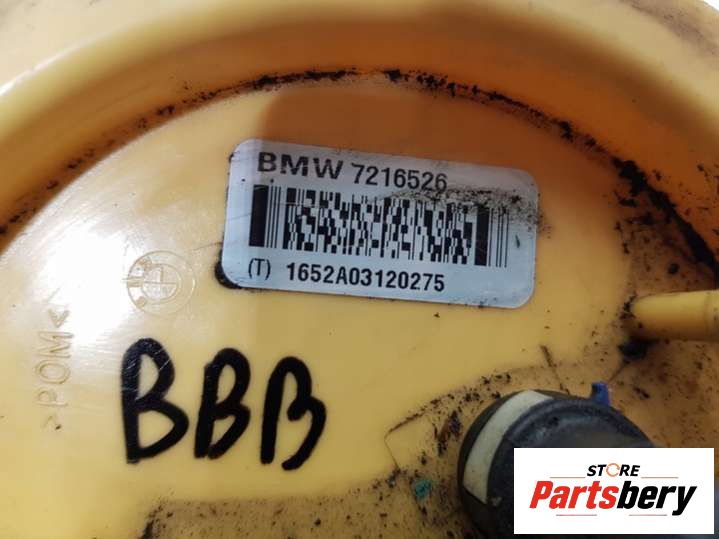 BMW 7216526
(T) 1652A03120275
>POM<
BBB
STORE
Partsbery